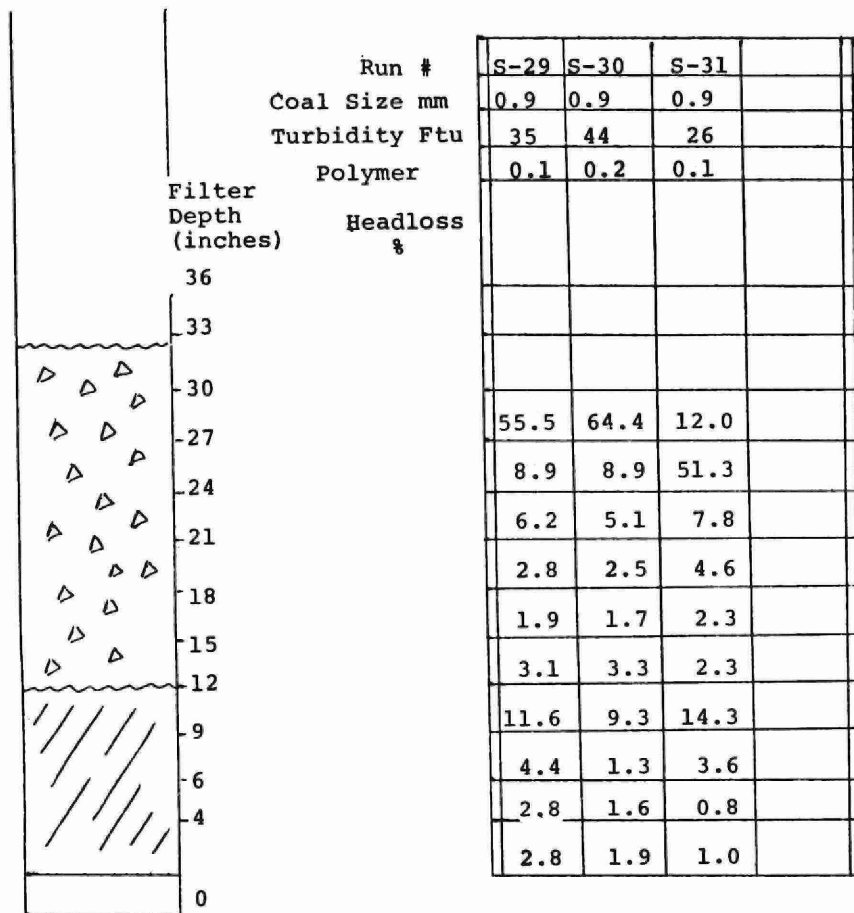 Run # S-29 S-30 S-31
Coal Size mm 0.9 0.9 0.9
Turbidity Ftu 35 44 26
Polymer 0.1 0.2 0.1
Filter
Depth
(inches)
Headloss
%
36
33
30
55.5 64.4 12.0
27
8.9 8.9 51.3
24
6.2 5.1 7.8
21
2.8 2.5 4.6
18
1.9 1.7 2.3
15
3.1 3.3 2.3
12
11.6 9.3 14.3
9
4.4 1.3 3.6
6
2.8 1.6 0.8
4
2.8 1.9 1.0
0